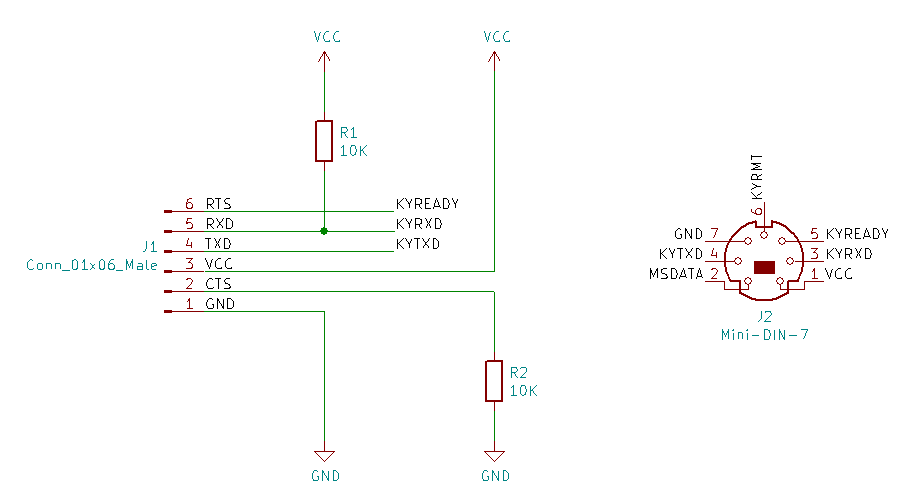 VCC VCC
R1
10K
6 RTS KYREADY
5 RXD KYRXD
4 TXD KYTXD
J1
Conn_01x06_Male
3 VCC
2 CTS
1 GND
R2
10K
GND GND
6 KYRMT
GND 7 5 KYREADY
KYTXD 4 3 KYRXD
MSDATA 2 1 VCC
J2
Mini-DIN-7